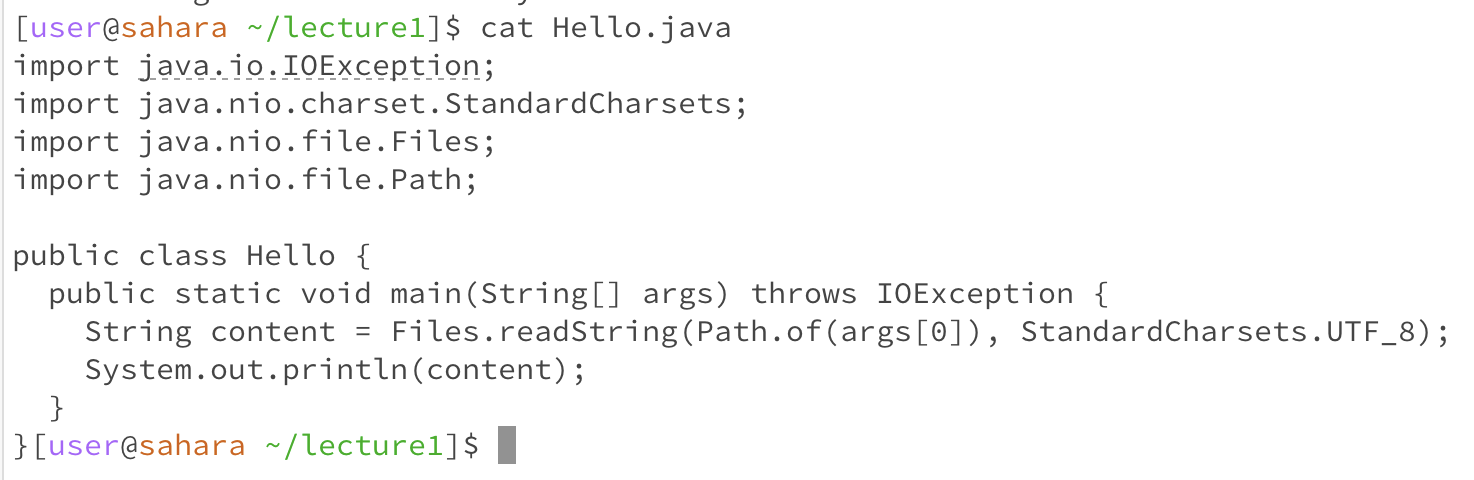 [user@sahara ~/lecture1]$ cat Hello.java
import java.io.IOException;
import java.nio.charset.StandardCharsets;
import java.nio.file.Files;
import java.nio.file.Path;

public class Hello {
  public static void main(String[] args) throws IOException {
    String content = Files.readString(Path.of(args[0]), StandardCharsets.UTF_8);
    System.out.println(content);
  }
}[user@sahara ~/lecture1]$